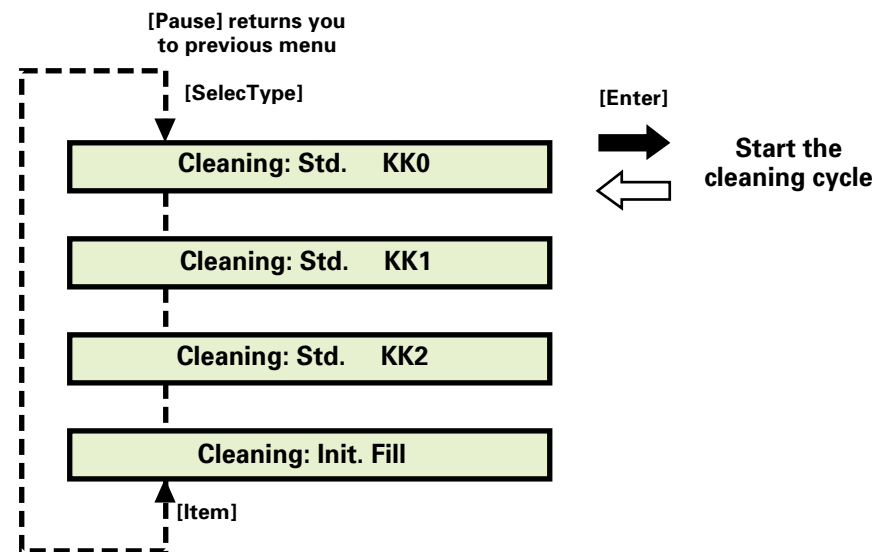 [Pause] returns you
to previous menu
[SelecType]
[Enter]
Cleaning: Std. KK0
Start the
cleaning cycle
Cleaning: Std. KK1
Cleaning: Std. KK2
Cleaning: Init. Fill
[Item]